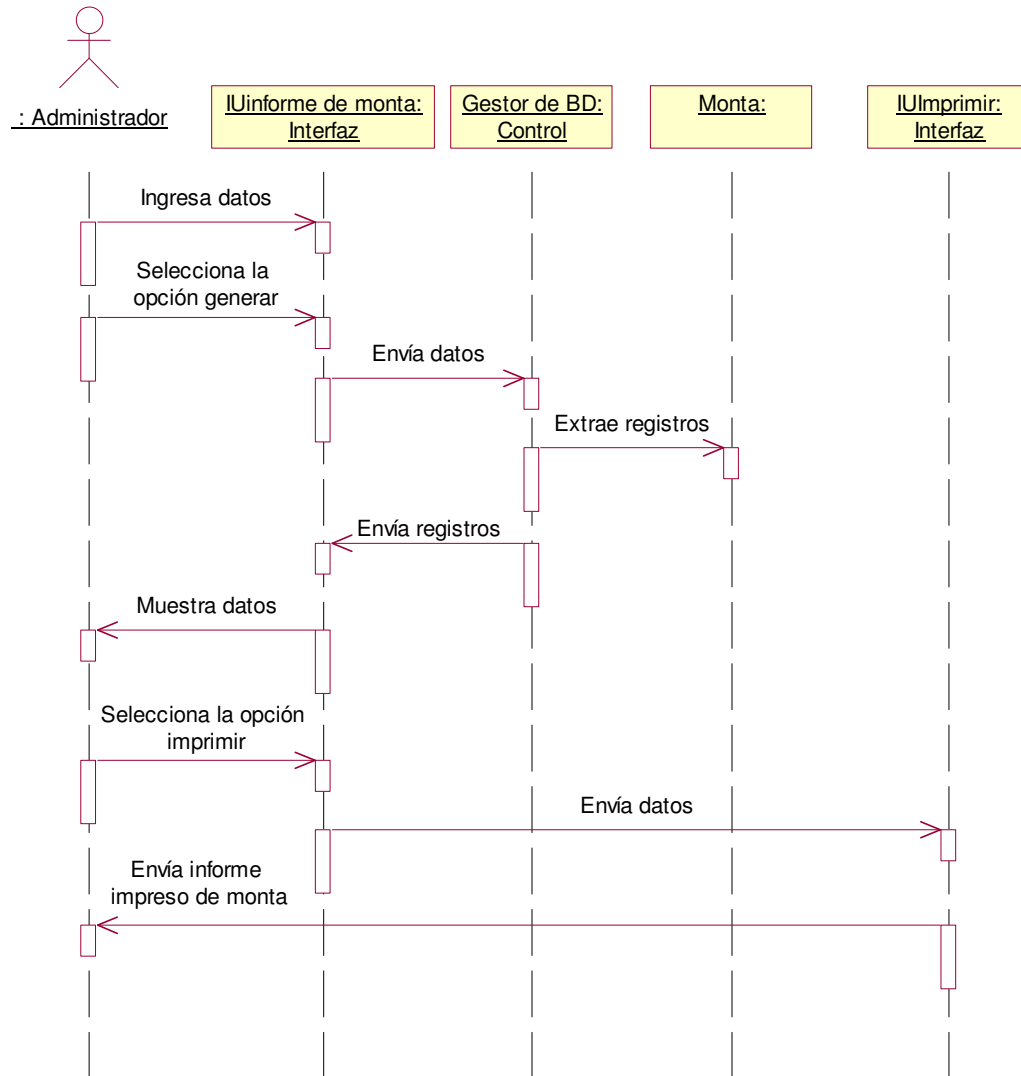 : Administrador
IUinforme de monta:
Interfaz
Gestor de BD:
Control
Monta:
IUImprimir:
Interfaz
Ingresa datos
Selecciona la
opción generar
Envía datos
Extrae registros
Envía registros
Muestra datos
Selecciona la opción
imprimir
Envía datos
Envía informe
impreso de monta